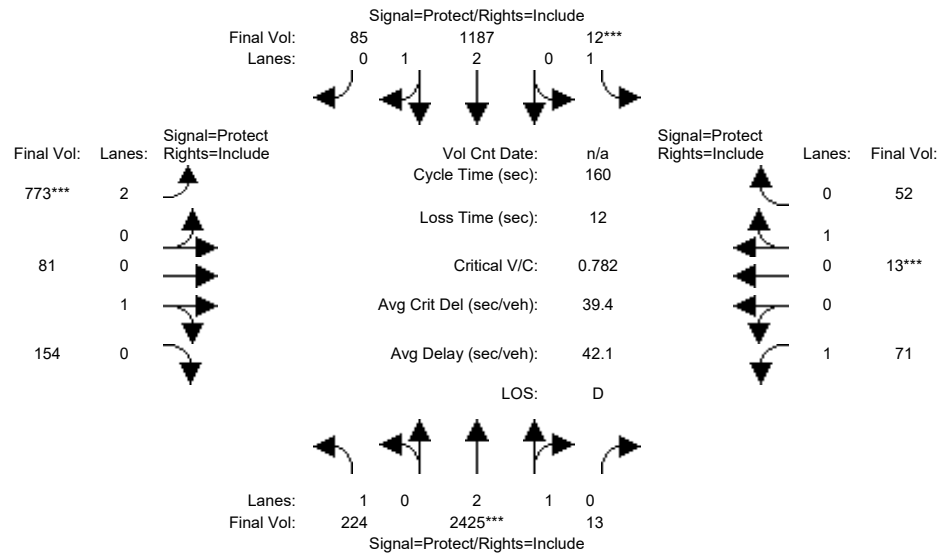 Signal=Protect/Rights=Include
Final Vol: 85 1187 12***
Lanes: 0 1 2 0 1
Signal=Protect
Final Vol: Lanes: Rights=Include
773*** 2
0
81 0
1
154 0
Vol Cnt Date: n/a
Cycle Time (sec): 160
Loss Time (sec): 12
Critical V/C: 0.782
Avg Crit Del (sec/veh): 39.4
Avg Delay (sec/veh): 42.1
LOS: D
Signal=Protect
Rights=Include Lanes: Final Vol:
0 52
1
0 13***
0
1 71
Lanes: 1 0 2 1 0
Final Vol: 224 2425*** 13
Signal=Protect/Rights=Include